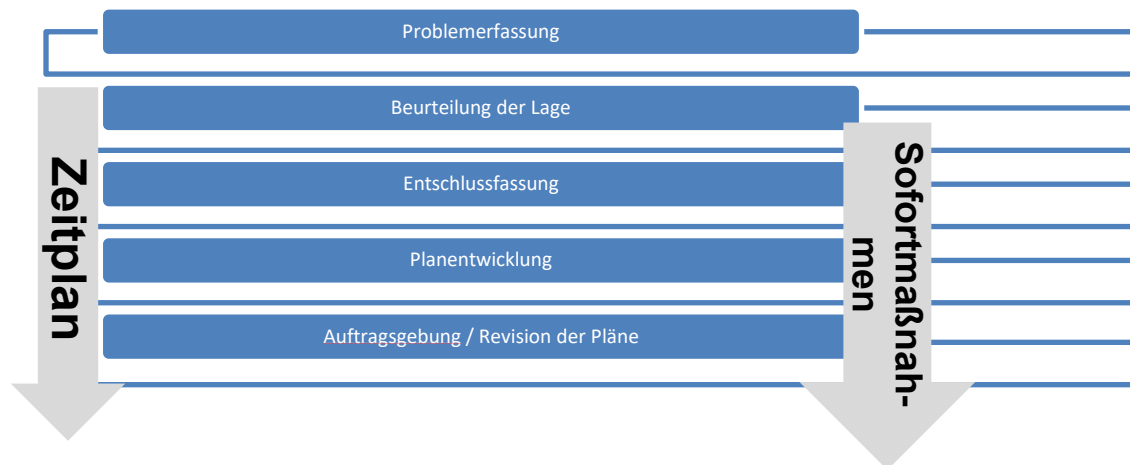 Problemerfassung
Beurteilung der Lage
Entschlussfassung
Planentwicklung
Auftragsgebung / Revision der Pläne
Zeitplan
Sofortmaßnah-
men